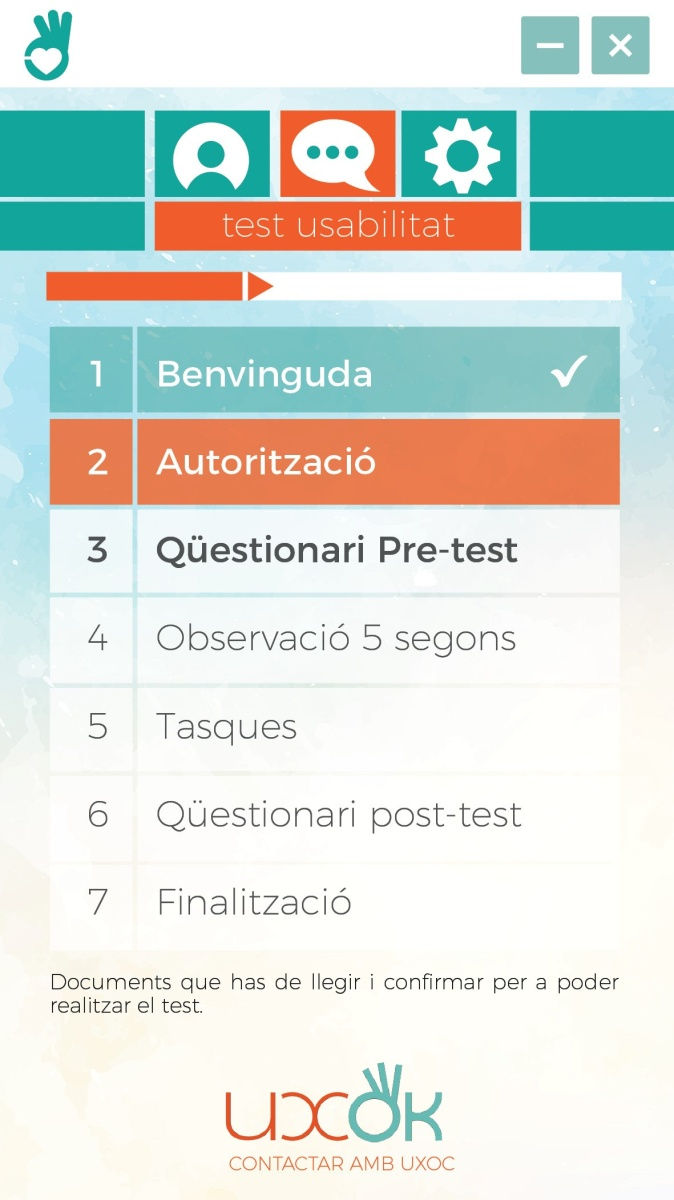 test usabilitat
1 Benvinguda
2 Autorització
3 Qüestionari Pre-test
4 Observació 5 segons
5 Tasques
6 Qüestionari post-test
7 Finalització
Documents que has de llegir i confirmar per a poder
realitzar el test.
UXOK
CONTACTAR AMB UXOC